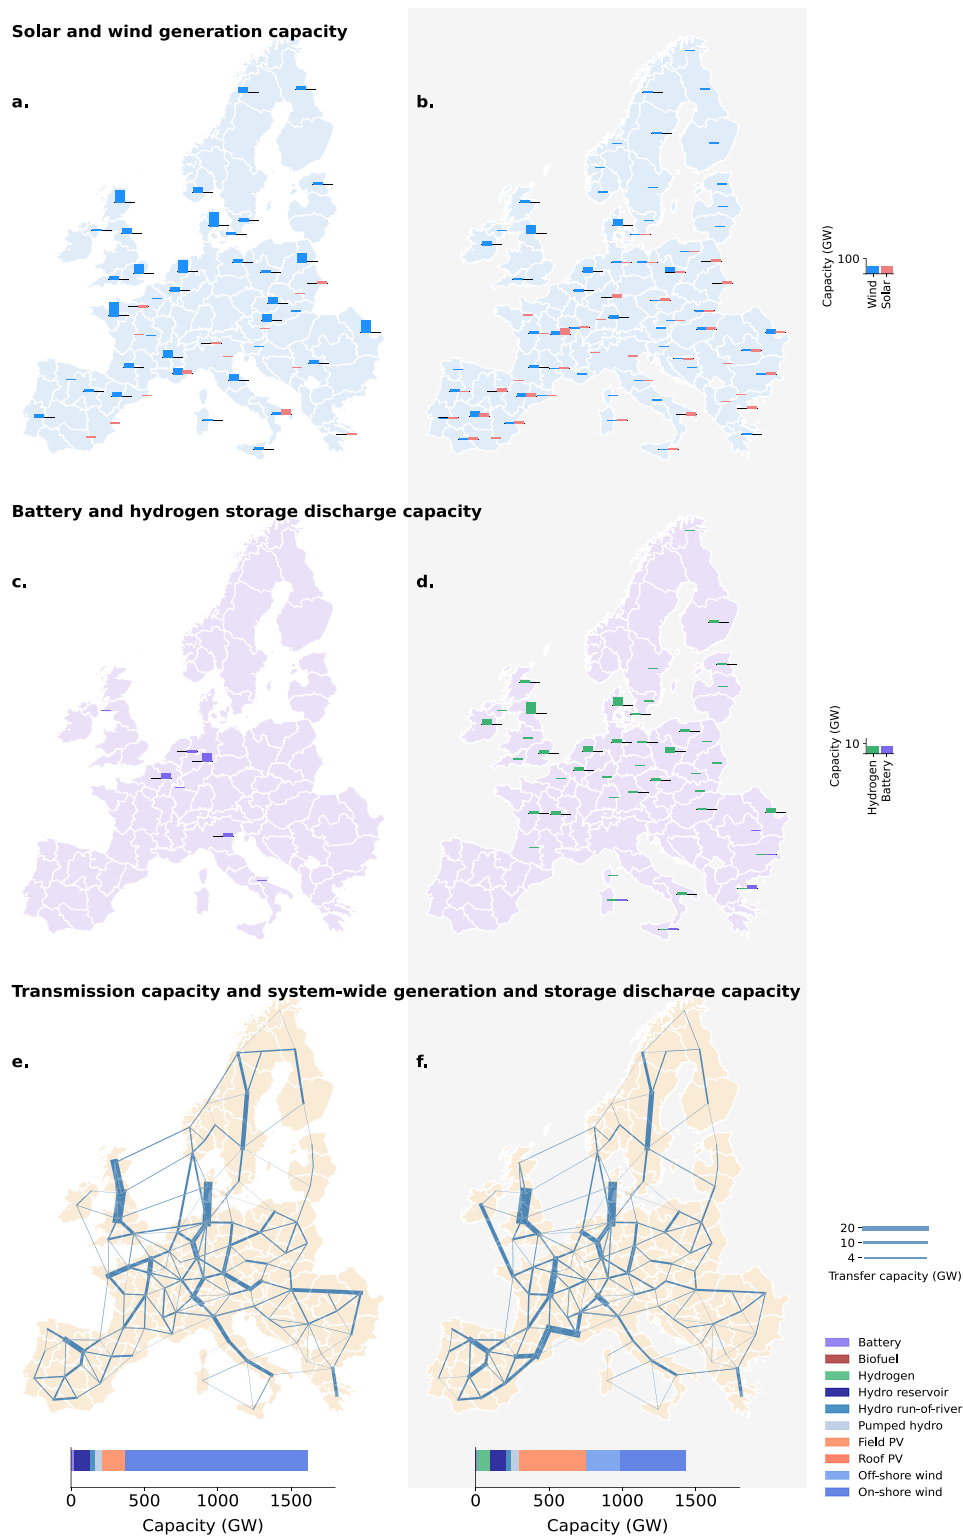 Solar and wind generation capacity
a.
b.
Capacity (GW)
100
Wind
Solar
Battery and hydrogen storage discharge capacity
c.
d.
Capacity (GW)
10
Hydrogen
Battery
Transmission capacity and system-wide generation and storage discharge capacity
e.
f.
20
10
4
Transfer capacity (GW)
Battery
Biofuel
Hydrogen
Hydro reservoir
Hydro run-of-river
Pumped hydro
Field PV
Roof PV
Off-shore wind
On-shore wind
0 500 1000 1500
Capacity (GW)
0 500 1000 1500
Capacity (GW)